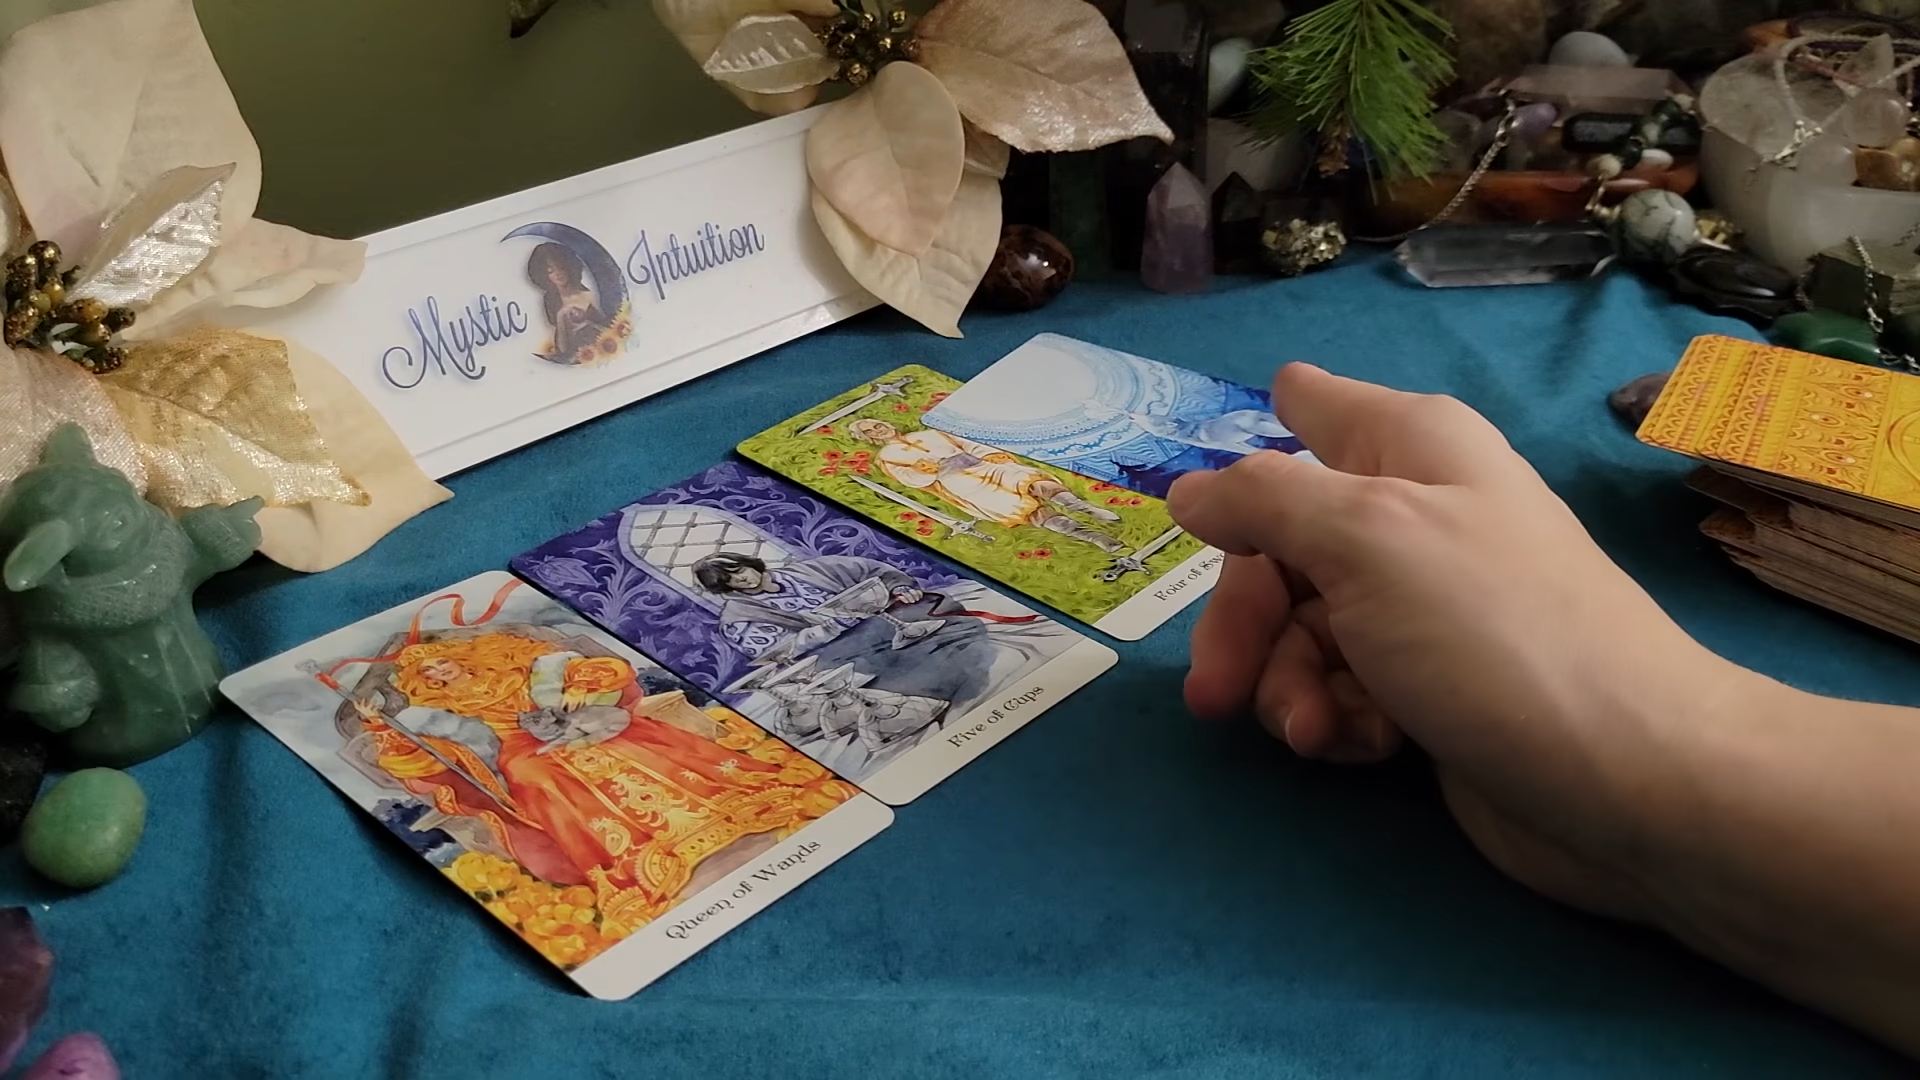 Mystic Intuition
Queen of Wands
Five of Cups
Four of